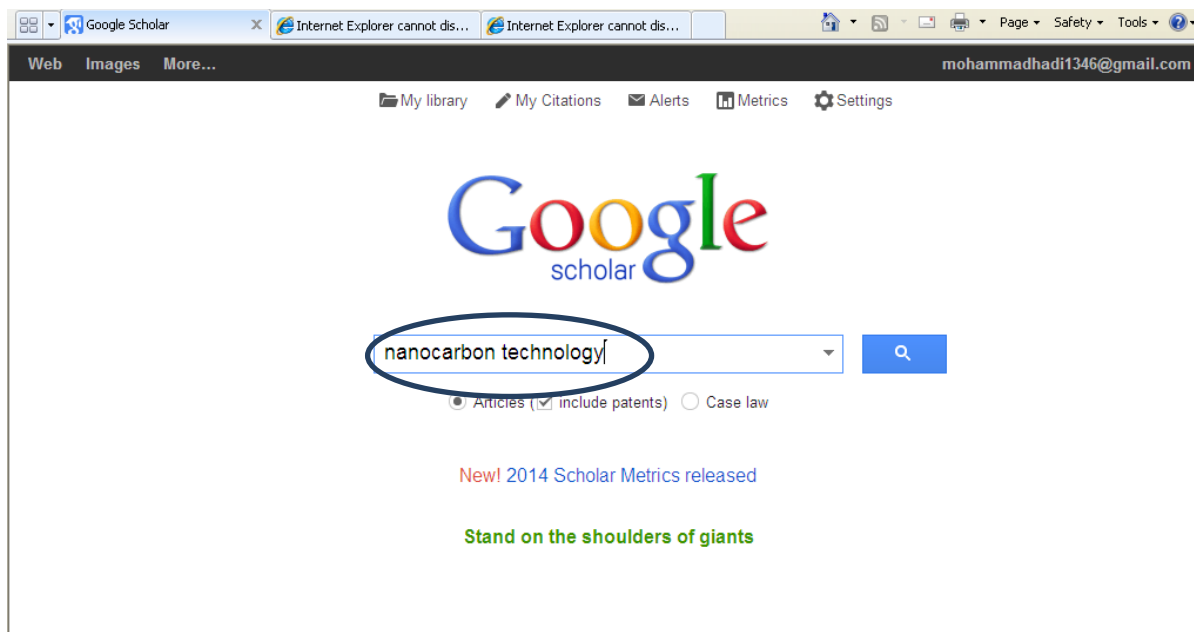 Google Scholar Internet Explorer cannot dis... Internet Explorer cannot dis... Page Safety Tools
Web Images More... mohammadhadi1346@gmail.com
My library My Citations Alerts Metrics Settings
Google
scholar
nanocarbon technology
Articles (include patents) Case law
New! 2014 Scholar Metrics released
Stand on the shoulders of giants